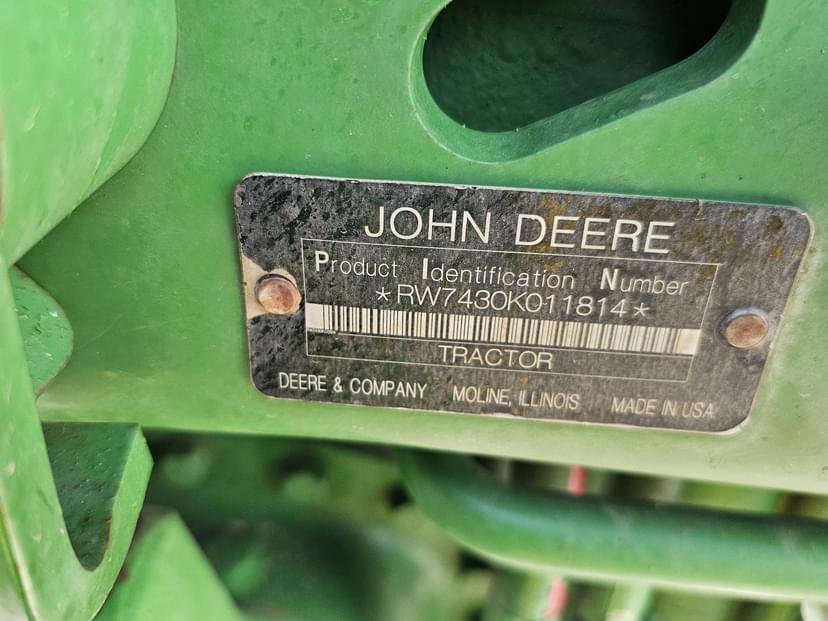 JOHN DEERE
Product Identification Number
*RW7430K011814*
TRACTOR
DEERE & COMPANY MOLINE, ILLINOIS MADE IN USA